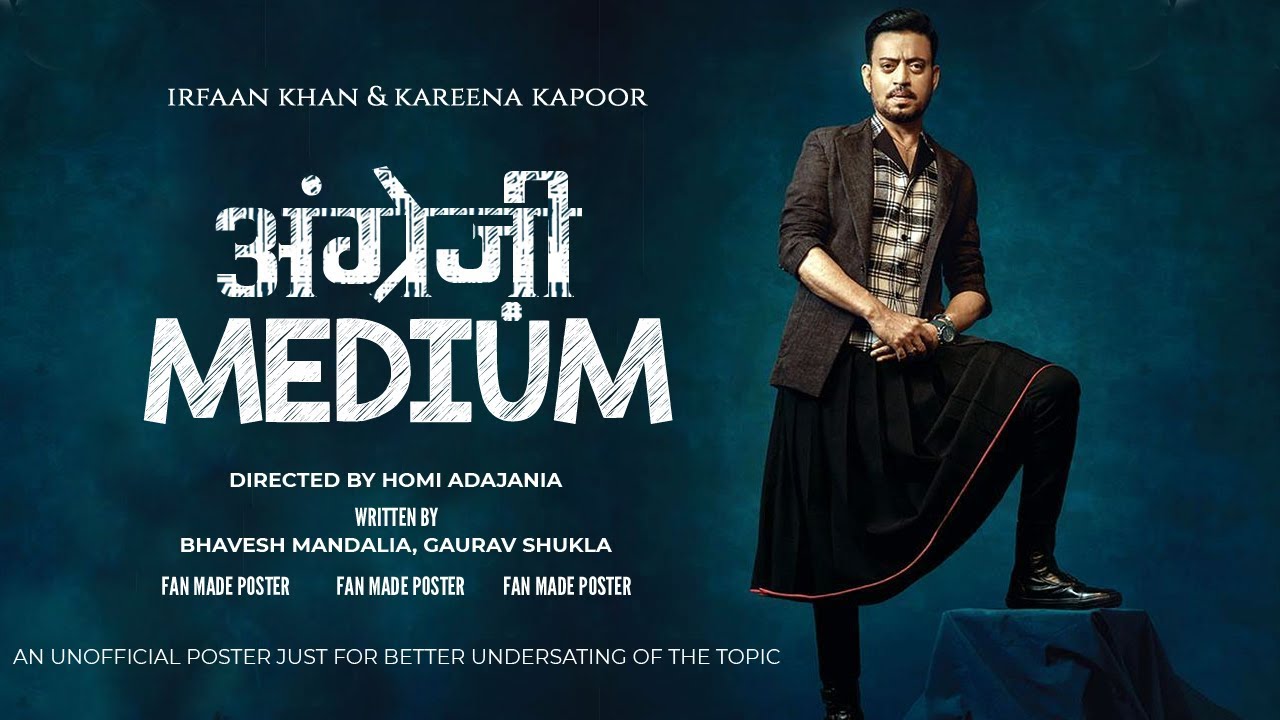 IRFAAN KHAN & KAREENA KAPOOR
अंग्रेज़ी
MEDIUM
DIRECTED BY HOMI ADAJANIA
WRITTEN BY
BHAVESH MANDALIA, GAURAV SHUKLA
FAN MADE POSTER FAN MADE POSTER FAN MADE POSTER
AN UNOFFICIAL POSTER JUST FOR BETTER UNDERSATING OF THE TOPIC